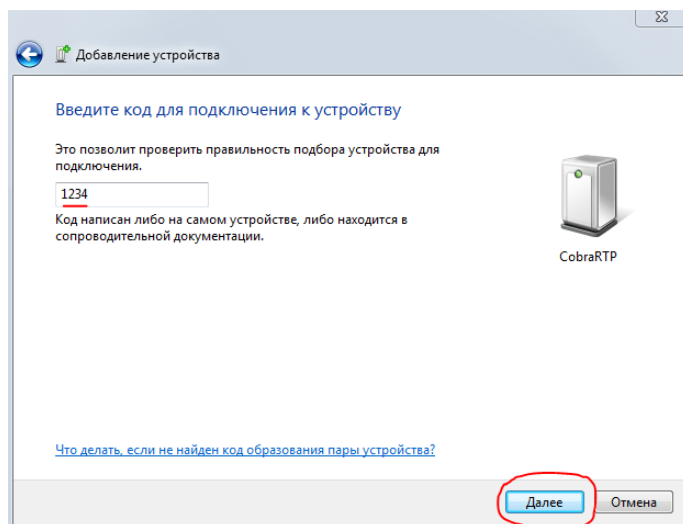 Добавление устройства
Введите код для подключения к устройству
Это позволит проверить правильность подбора устройства для
подключения.
1234
Код написан либо на самом устройстве, либо находится в
сопроводительной документации.
CobraRTP
Что делать, если не найден код образования пары устройства?
Далее
Отмена